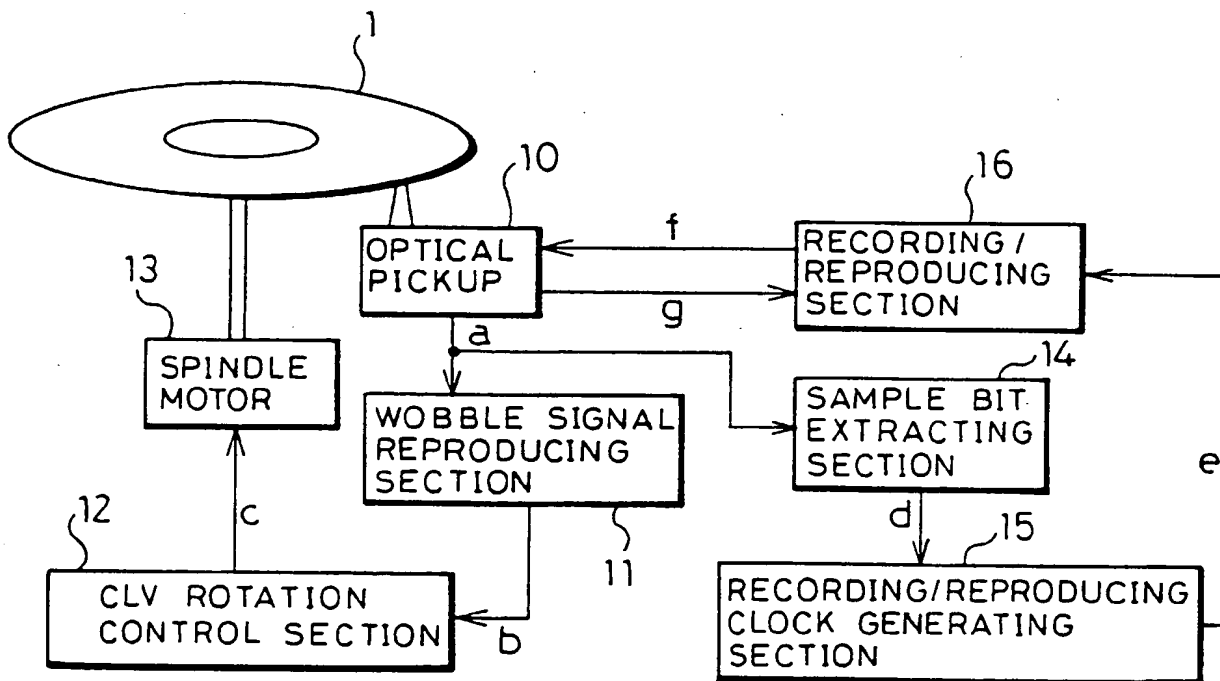 1
10
16
OPTICAL
PICKUP
f
g
RECORDING/
REPRODUCING
SECTION
13
SPINDLE
MOTOR
a
14
WOBBLE SIGNAL
REPRODUCING
SECTION
SAMPLE BIT
EXTRACTING
SECTION
e
c
d
12
11
15
CLV ROTATION
CONTROL SECTION
b
RECORDING/REPRODUCING
CLOCK GENERATING
SECTION